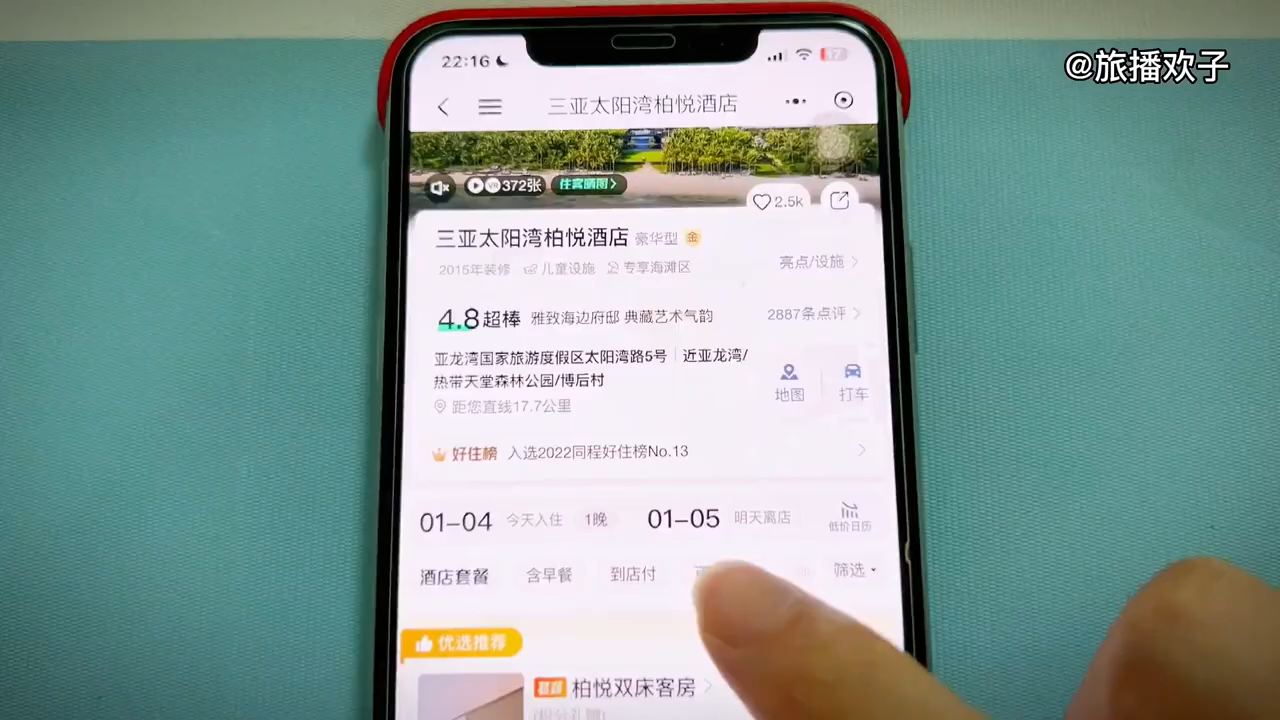 @旅播欢子
22:16
17
三亚太阳湾柏悦酒店
372张
住客晒图>
2.5k
三亚太阳湾柏悦酒店 豪华型 金
2015年装修 儿童设施 专享海滩区 亮点/设施 >
4.8超棒 雅致海边府邸 典藏艺术气韵 2887条点评 >
亚龙湾国家旅游度假区太阳湾路5号 | 近亚龙湾/
热带天堂森林公园/博后村
地图 打车
距您直线17.7公里
好住榜 入选2022同程好住榜No.13 >
01-04 今天入住 1晚 01-05 明天离店 低价日历
酒店套餐 含早餐 到店付 筛选
优选推荐
柏悦双床客房 >